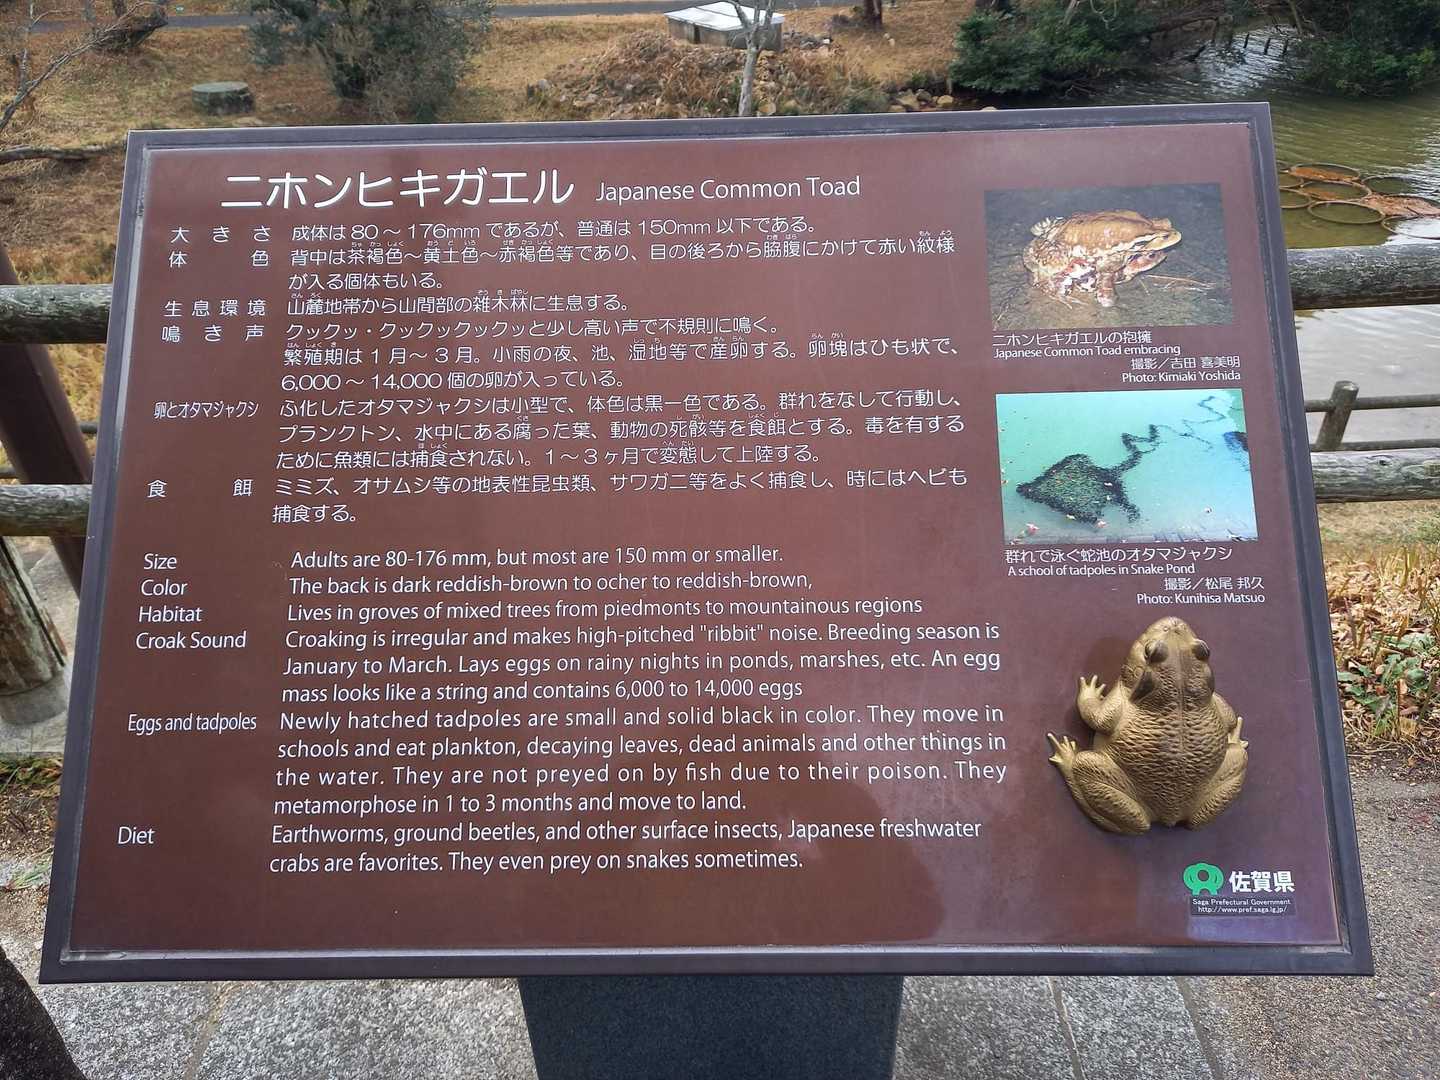 ニホンヒキガエル Japanese Common Toad
大きさ 成体は80～176mmであるが、普通は150mm以下である。
体色 背中は茶褐色～黄土色～赤褐色等であり、目の後ろから脇腹にかけて赤い紋様
が入る個体もいる。
生息環境 山麓地帯から山間部の雑木林に生息する。
鳴き声 クックッ・クックックックッと少し高い声で不規則に鳴く。
繁殖期は1月～3月。小雨の夜、池、湿地等で産卵する。卵塊はひも状で、
6,000～14,000個の卵が入っている。
卵とオタマジャクシ ふ化したオタマジャクシは小型で、体色は黒一色である。群れをなして行動し、
プランクトン、水中にある腐った葉、動物の死骸等を食餌とする。毒を有する
ために魚類には捕食されない。1～3ヶ月で変態して上陸する。
食餌 ミミズ、オサムシ等の地表性昆虫類、サワガニ等をよく捕食し、時にはヘビも
捕食する。
Size Adults are 80-176 mm, but most are 150 mm or smaller.
Color The back is dark reddish-brown to ocher to reddish-brown,
Habitat Lives in groves of mixed trees from piedmonts to mountainous regions
Croak Sound Croaking is irregular and makes high-pitched "ribbit" noise. Breeding season is
January to March. Lays eggs on rainy nights in ponds, marshes, etc. An egg
mass looks like a string and contains 6,000 to 14,000 eggs
Eggs and tadpoles Newly hatched tadpoles are small and solid black in color. They move in
schools and eat plankton, decaying leaves, dead animals and other things in
the water. They are not preyed on by fish due to their poison. They
metamorphose in 1 to 3 months and move to land.
Diet Earthworms, ground beetles, and other surface insects, Japanese freshwater
crabs are favorites. They even prey on snakes sometimes.
ニホンヒキガエルの抱擁
Japanese Common Toad embracing
撮影／吉田 喜美明
Photo: Kimiaki Yoshida
群れで泳ぐ蛇池のオタマジャクシ
A school of tadpoles in Snake Pond
撮影／松尾 邦久
Photo: Kunihisa Matsuo
佐賀県
Saga Prefectural Government
http://www.pref.saga.lg.jp/